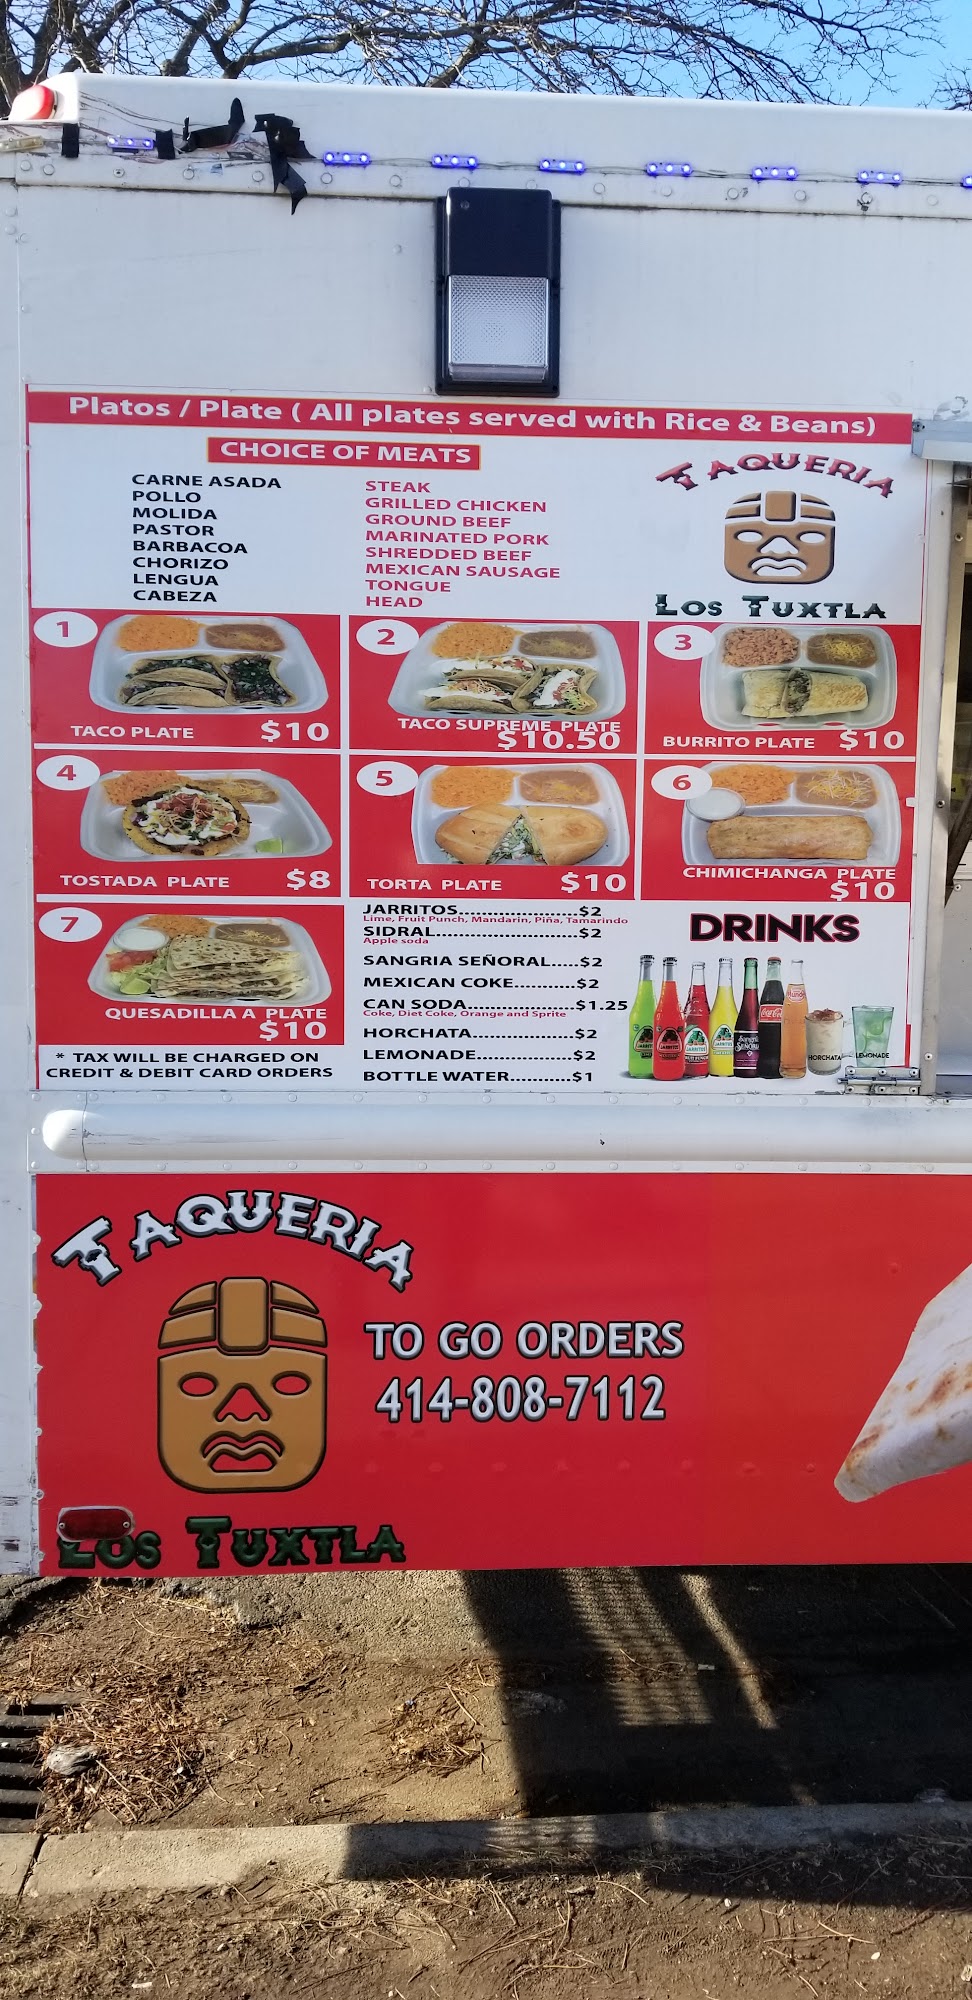 Platos / Plate ( All plates served with Rice & Beans)
CHOICE OF MEATS
CARNE ASADA
POLLO
MOLIDA
PASTOR
BARBACOA
CHORIZO
LENGUA
CABEZA
STEAK
GRILLED CHICKEN
GROUND BEEF
MARINATED PORK
SHREDDED BEEF
MEXICAN SAUSAGE
TONGUE
HEAD
TAQUERIA
LOS TUXTLA
1
TACO PLATE $10
2
TACO SUPREME PLATE
$10.50
3
BURRITO PLATE $10
4
TOSTADA PLATE $8
5
TORTA PLATE $10
6
CHIMICHANGA PLATE
$10
7
QUESADILLA A PLATE
$10
* TAX WILL BE CHARGED ON
CREDIT & DEBIT CARD ORDERS
JARRITOS..........................$2
Lime, Fruit Punch, Mandarin, Piña, Tamarindo
SIDRAL..............................$2
Apple soda
SANGRIA SEÑORAL.....$2
MEXICAN COKE...........$2
CAN SODA.......................$1.25
Coke, Diet Coke, Orange and Sprite
HORCHATA......................$2
LEMONADE.....................$2
BOTTLE WATER...........$1
DRINKS
HORCHATA
LEMONADE
TAQUERIA
LOS TUXTLA
TO GO ORDERS
414-808-7112